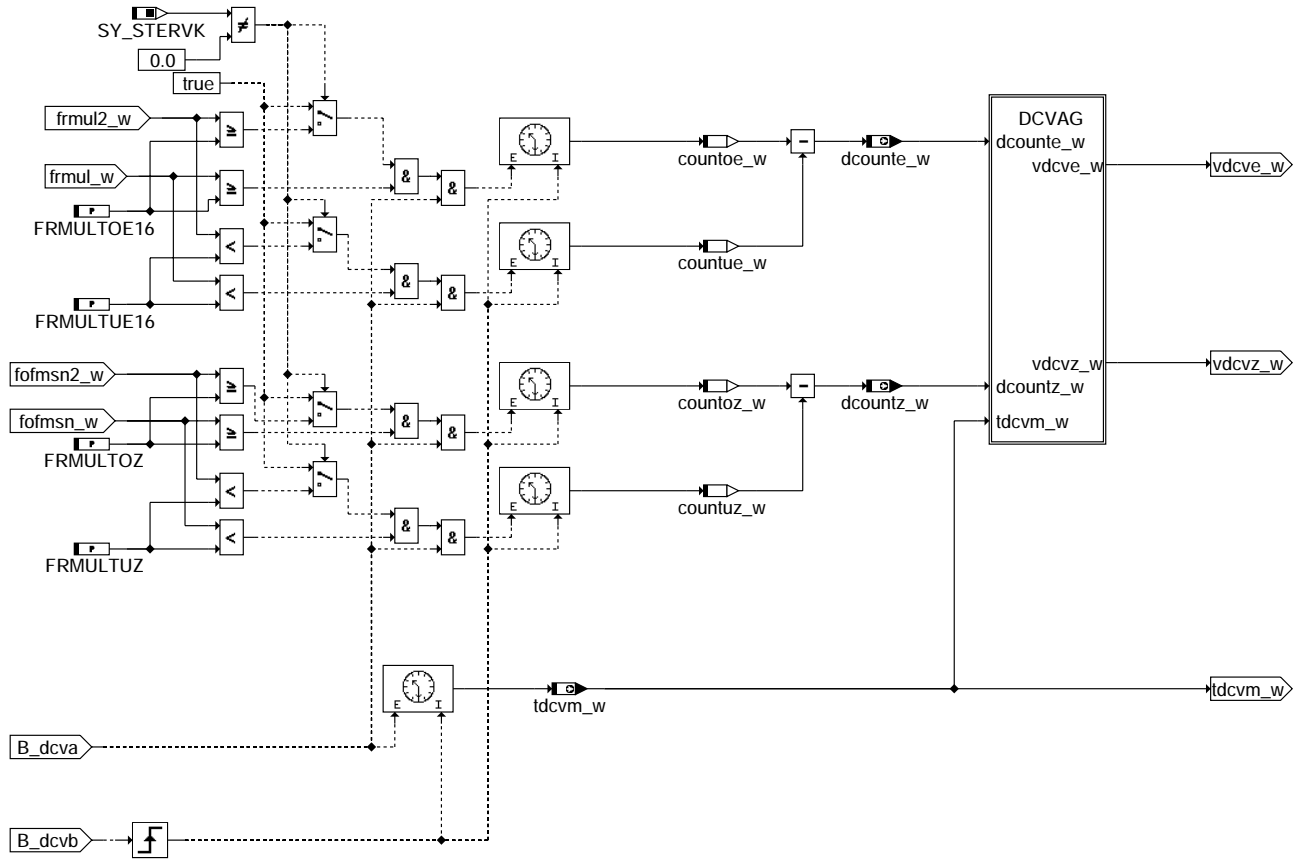 SY_STERVK
≠
0.0
true
frmul2_w
≥
frmul_w
≥
P
FRMULTOE16
<
<
P
FRMULTUE16
&
&
&
&
E I
E I
countoe_w
-
dcounte_w
countue_w
DCVAG
dcounte_w
vdcve_w
vdcve_w
vdcvz_w
vdcvz_w
dcountz_w
tdcvm_w
fofmsn2_w
≥
fofmsn_w
≥
P
FRMULTOZ
<
<
P
FRMULTUZ
&
&
&
&
E I
E I
countoz_w
-
dcountz_w
countuz_w
E I
tdcvm_w
tdcvm_w
B_dcva
B_dcvb